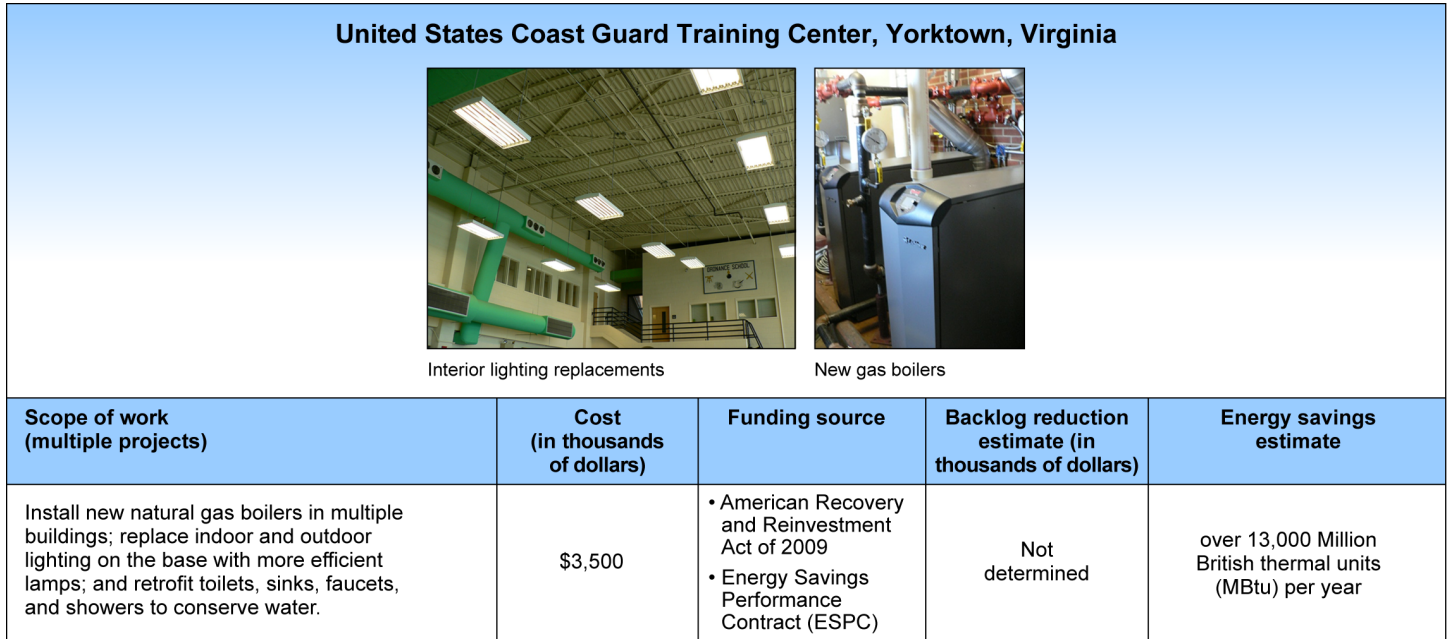 United States Coast Guard Training Center, Yorktown, Virginia
ORDNANCE SCHOOL
Interior lighting replacements
New gas boilers
Scope of work
(multiple projects)
Cost
(in thousands
of dollars)
Funding source
Backlog reduction
estimate (in
thousands of dollars)
Energy savings
estimate
Install new natural gas boilers in multiple
buildings; replace indoor and outdoor
lighting on the base with more efficient
lamps; and retrofit toilets, sinks, faucets,
and showers to conserve water.
$3,500
• American Recovery
and Reinvestment
Act of 2009
• Energy Savings
Performance
Contract (ESPC)
Not
determined
over 13,000 Million
British thermal units
(MBtu) per year